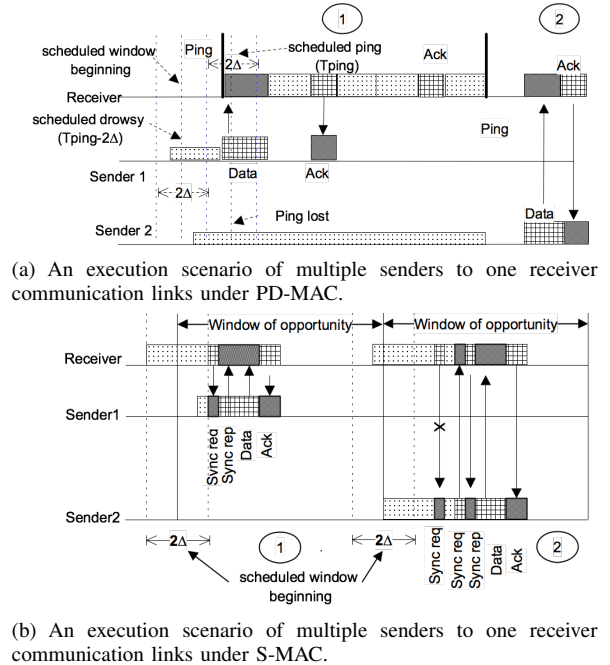 1
2
scheduled window
beginning
Ping
2Δ
scheduled ping
(Tping)
Ack
Ack
Receiver
scheduled drowsy
(Tping-2Δ)
Ping
Sender 1
Data
Ack
2Δ
Ping lost
Data
Sender 2
(a) An execution scenario of multiple senders to one receiver
communication links under PD-MAC.
Window of opportunity
Window of opportunity
Receiver
Sender1
Sync req
Sync rep
Data
Ack
X
Sender2
2Δ
1
2Δ
Sync req
Sync req
Sync rep
Data
Ack
2
scheduled window
beginning
(b) An execution scenario of multiple senders to one receiver
communication links under S-MAC.